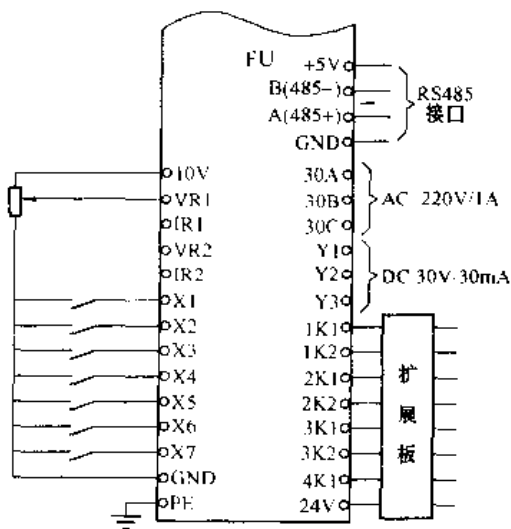 FU
+5V
B(485−)
A(485+)
GND
RS485
接口
10V
VR1
IR1
VR2
IR2
X1
X2
X3
X4
X5
X6
X7
GND
PE
30A
30B
30C
AC 220V/1A
Y1
Y2
Y3
DC 30V-30mA
1K1
1K2
2K1
2K2
3K1
3K2
4K1
24V
扩
展
板